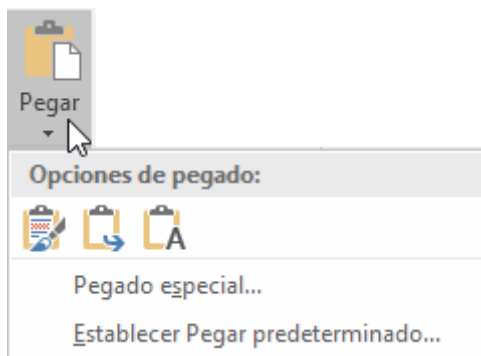 Pegar
Opciones de pegado:
A
Pegado especial...
Establecer Pegar predeterminado...